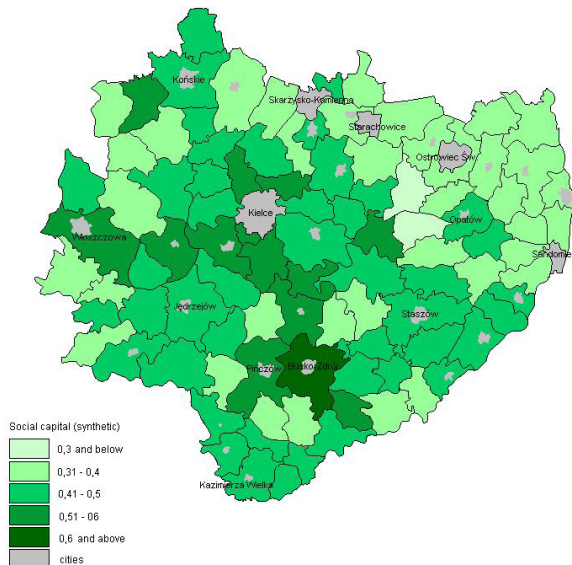 Końskie
Skarżysko-Kamienna
Starachowice
Ostrowiec Św.
Kielce
Opatów
Włoszczowa
Sandomie
Jędrzejów
Staszów
Pińczów
Busko-Zdrój
Kazimierza Wielka
Social capital (synthetic)
0,3 and below
0,31 - 0,4
0,41 - 0,5
0,51 - 06
0,6 and above
cities